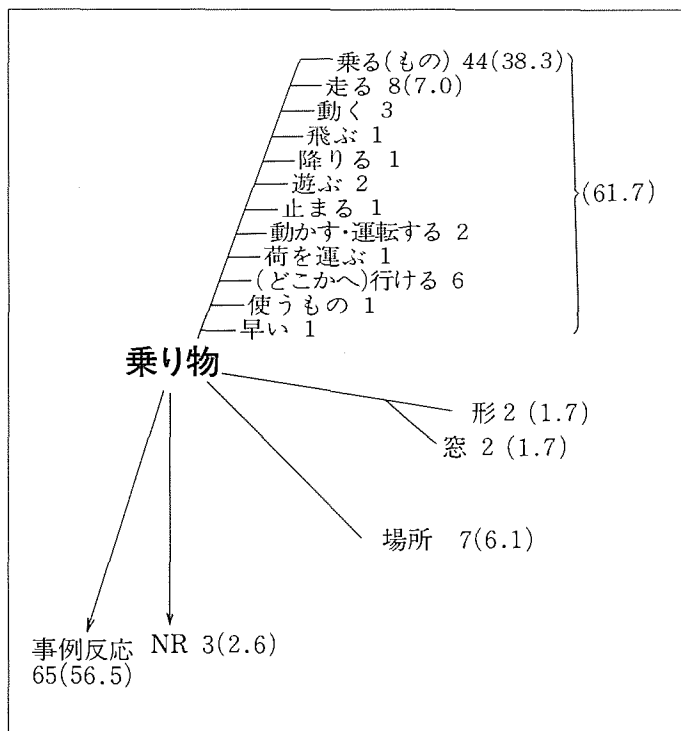 乗る(もの) 44(38.3)
走る 8(7.0)
動く 3
飛ぶ 1
降りる 1
遊ぶ 2
止まる 1
(61.7)
動かす・運転する 2
荷を運ぶ 1
(どこかへ)行ける 6
使うもの 1
早い 1
乗り物
形2 (1.7)
窓 2 (1.7)
場所 7(6.1)
事例反応 NR 3(2.6)
65(56.5)